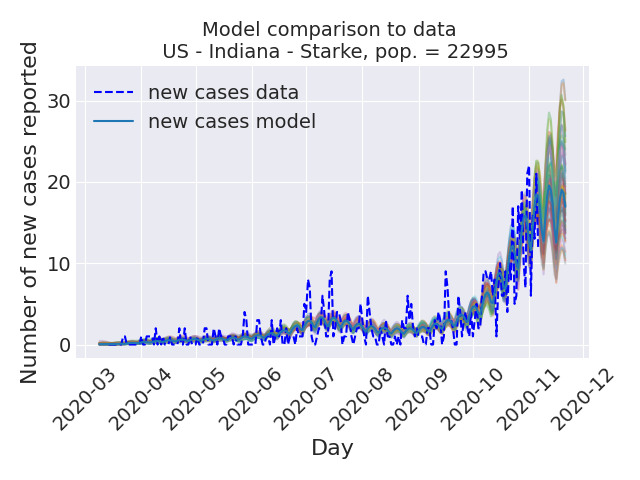 Model comparison to data
US - Indiana - Starke, pop. = 22995
Number of new cases reported
30
20
10
0
new cases data
new cases model
2020-03
2020-04
2020-05
2020-06
2020-07
2020-08
2020-09
2020-10
2020-11
2020-12
Day